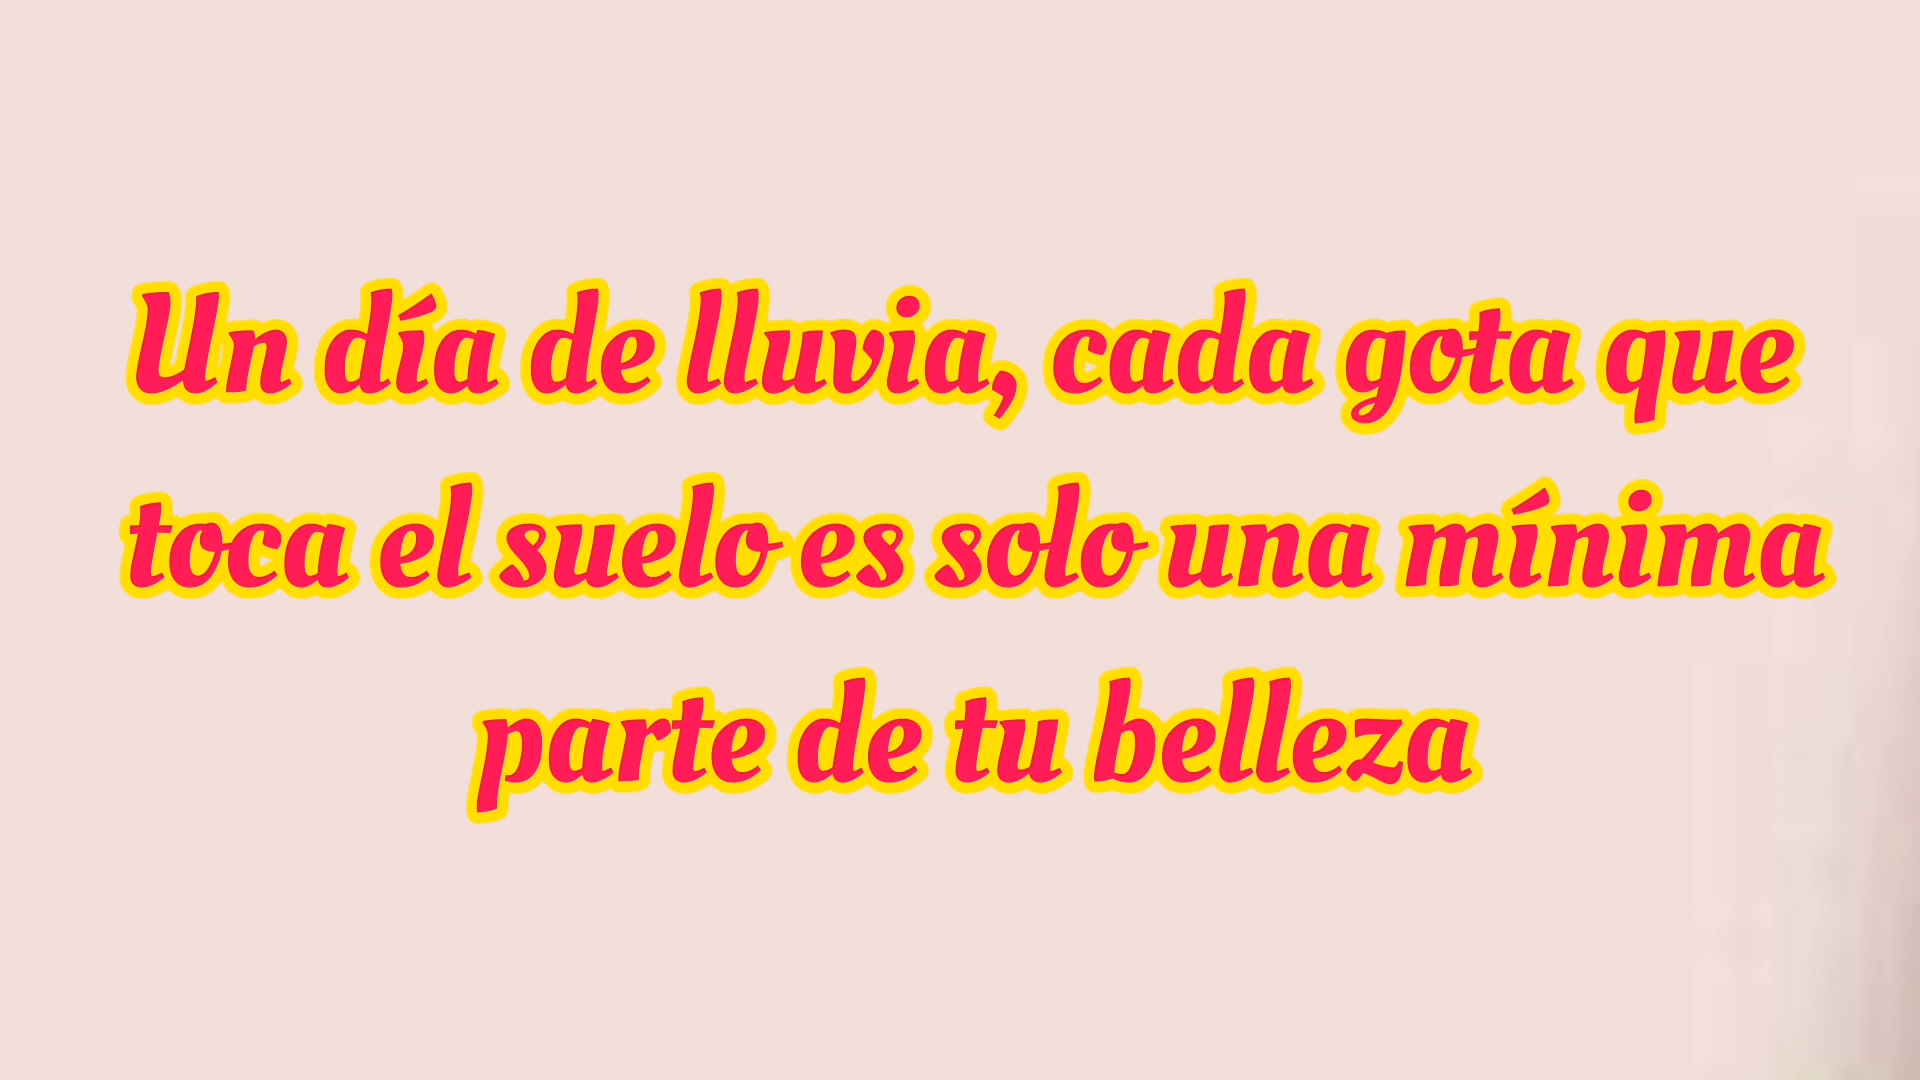 Un día de lluvia, cada gota que
toca el suelo es solo una mínima
parte de tu belleza